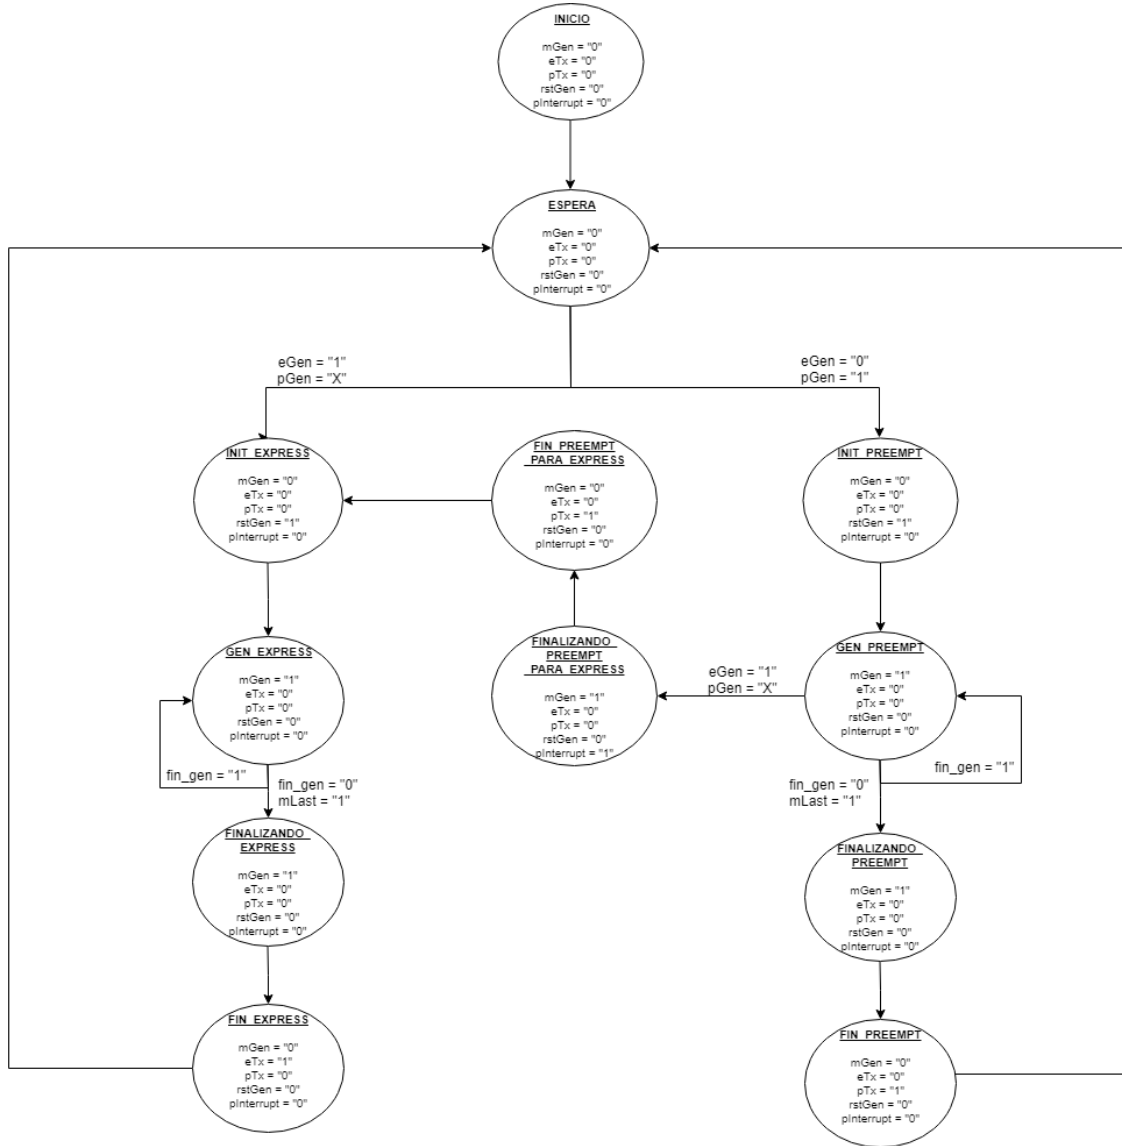 INICIO
mGen = "0"
eTx = "0"
pTx = "0"
rstGen = "0"
pInterrupt = "0"
ESPERA
mGen = "0"
eTx = "0"
pTx = "0"
rstGen = "0"
pInterrupt = "0"
eGen = "1"
pGen = "X"
eGen = "0"
pGen = "1"
INIT_EXPRESS
mGen = "0"
eTx = "0"
pTx = "0"
rstGen = "1"
pInterrupt = "0"
FIN_PREEMPT
_PARA_EXPRESS
mGen = "0"
eTx = "0"
pTx = "1"
rstGen = "0"
pInterrupt = "0"
INIT_PREEMPT
mGen = "0"
eTx = "0"
pTx = "0"
rstGen = "1"
pInterrupt = "0"
GEN_EXPRESS
mGen = "1"
eTx = "0"
pTx = "0"
rstGen = "0"
pInterrupt = "0"
FINALIZANDO_
PREEMPT
_PARA_EXPRESS
mGen = "1"
eTx = "0"
pTx = "0"
rstGen = "0"
pInterrupt = "1"
eGen = "1"
pGen = "X"
GEN_PREEMPT
mGen = "1"
eTx = "0"
pTx = "0"
rstGen = "0"
pInterrupt = "0"
fin_gen = "1"
fin_gen = "0"
mLast = "1"
fin_gen = "0"
mLast = "1"
fin_gen = "1"
FINALIZANDO_
EXPRESS
mGen = "1"
eTx = "0"
pTx = "0"
rstGen = "0"
pInterrupt = "0"
FINALIZANDO_
PREEMPT
mGen = "1"
eTx = "0"
pTx = "0"
rstGen = "0"
pInterrupt = "0"
FIN_EXPRESS
mGen = "0"
eTx = "1"
pTx = "0"
rstGen = "0"
pInterrupt = "0"
FIN_PREEMPT
mGen = "0"
eTx = "0"
pTx = "1"
rstGen = "0"
pInterrupt = "0"